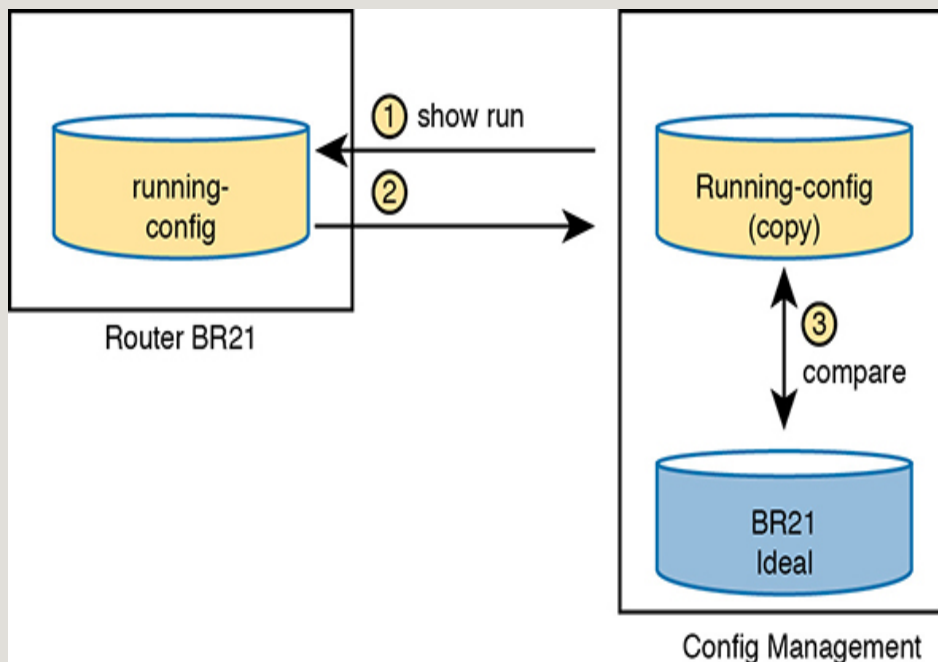 running-
config
Router BR21
1 show run
2
Running-config
(copy)
3
compare
BR21
Ideal
Config Management